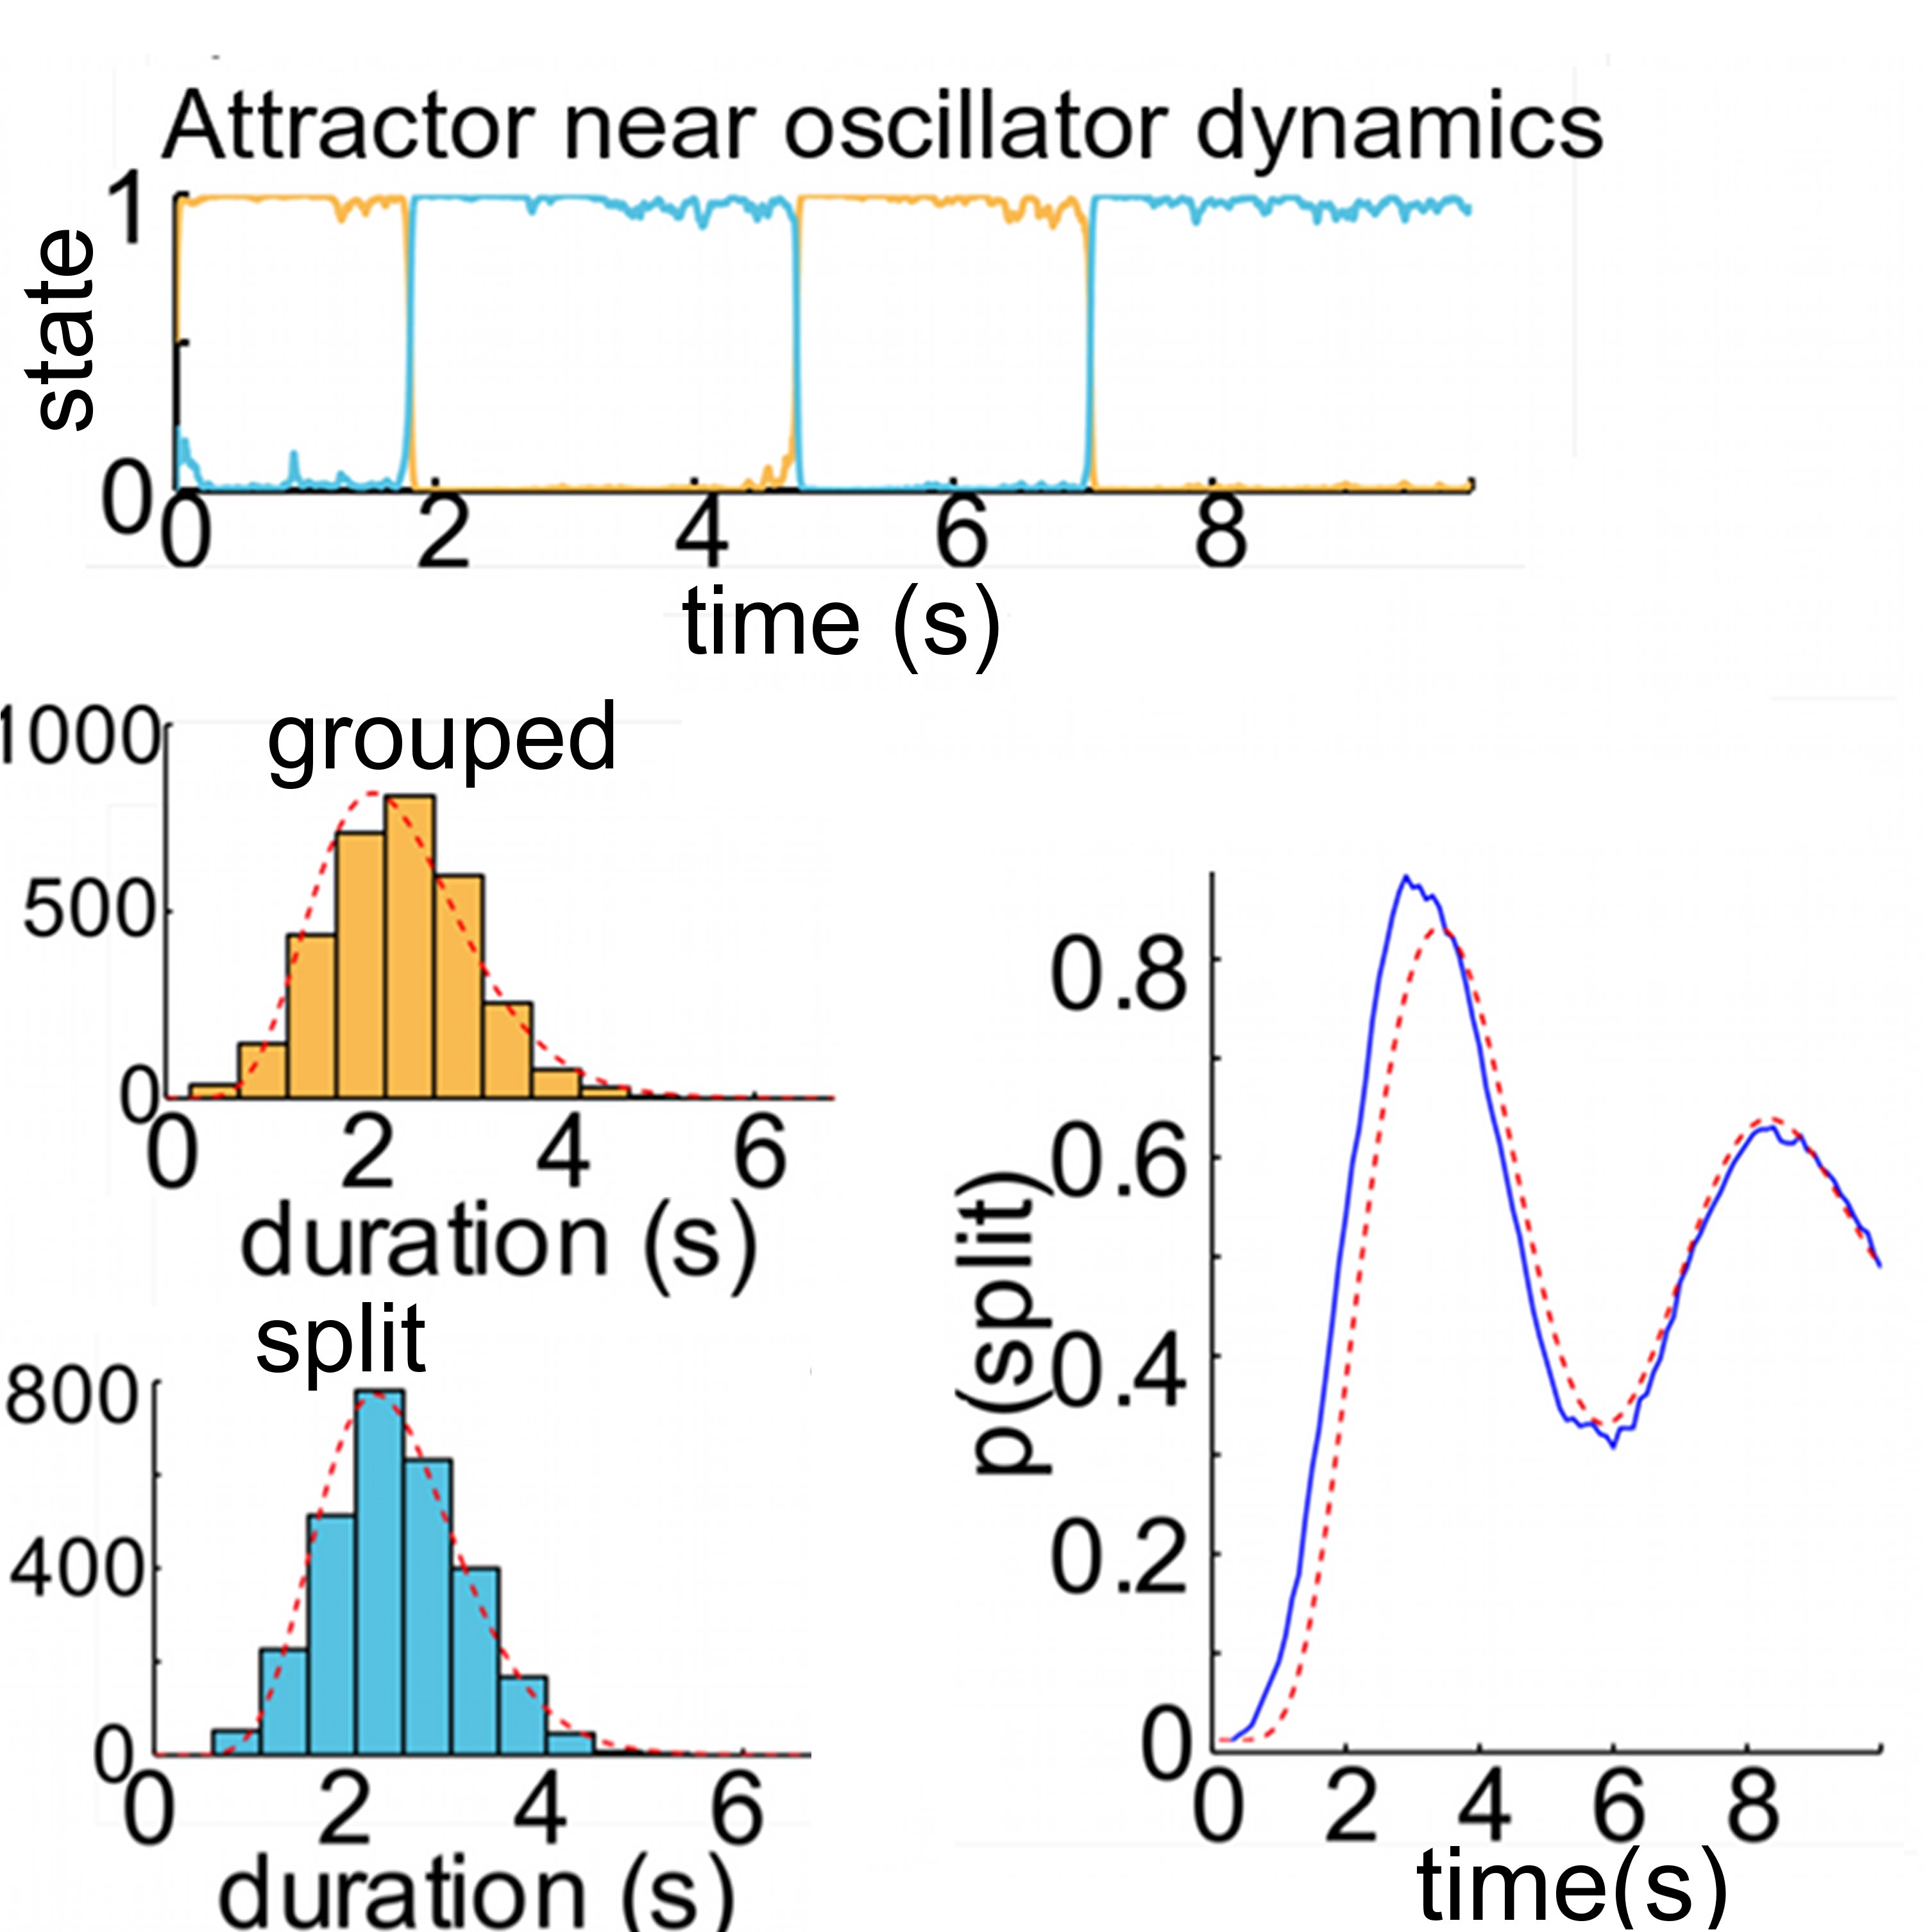 Attractor near oscillator dynamics
1
state
0
0 2 4 6 8
time (s)
grouped
1000
500
0
0 2 4 6
duration (s)
split
800
400
0
0 2 4 6
duration (s)
p(split)
0.8
0.6
0.4
0.2
0
0 2 4 6 8
time(s)